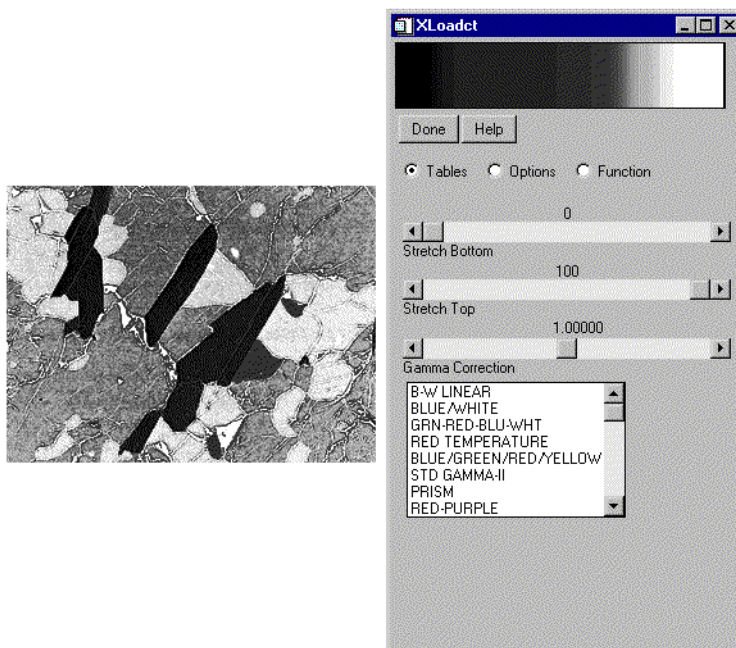 XLoadct
Done Help
Tables Options Function
0
Stretch Bottom
100
Stretch Top
1.00000
Gamma Correction
B-W LINEAR
BLUE/WHITE
GRN-RED-BLU-WHT
RED TEMPERATURE
BLUE/GREEN/RED/YELLOW
STD GAMMA-II
PRISM
RED-PURPLE